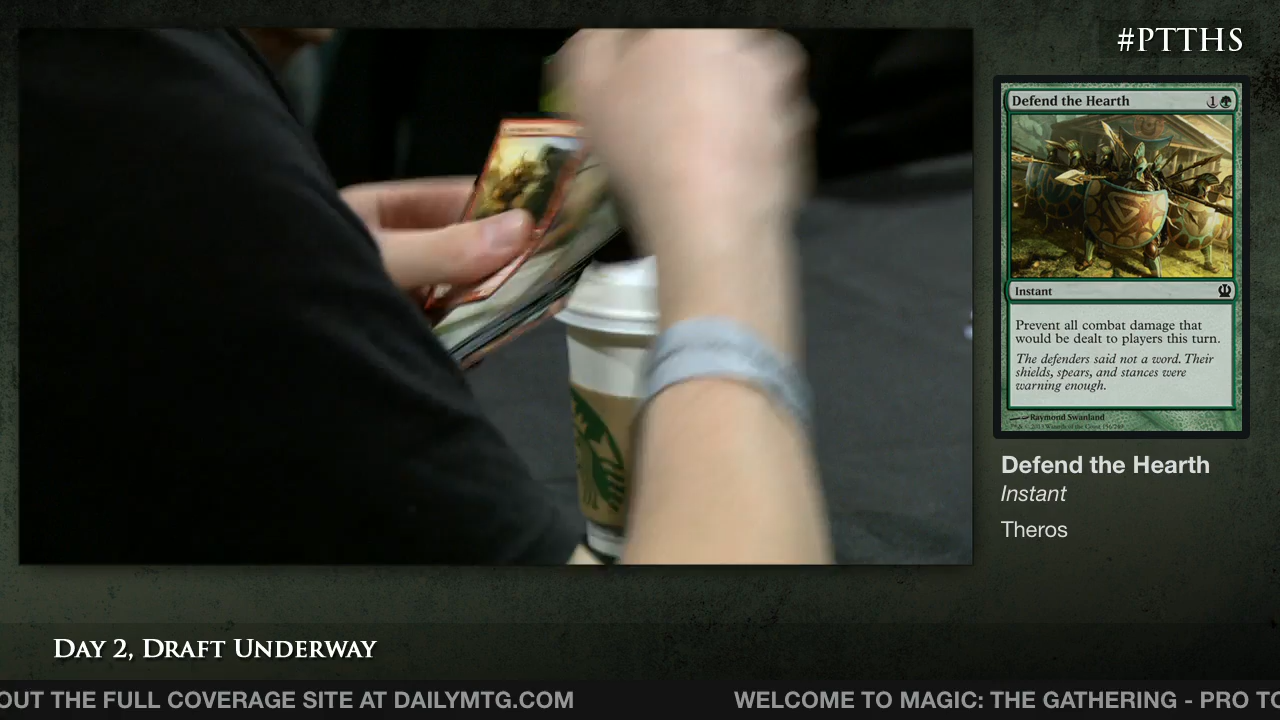 #PTTHS
Defend the Hearth 1
Instant
Prevent all combat damage that
would be dealt to players this turn.
The defenders said not a word. Their
shields, spears, and stances were
warning enough.
Raymond Swanland
Defend the Hearth
Instant
Theros
Day 2, Draft Underway
OUT THE FULL COVERAGE SITE AT DAILYMTG.COM WELCOME TO MAGIC: THE GATHERING - PRO TO